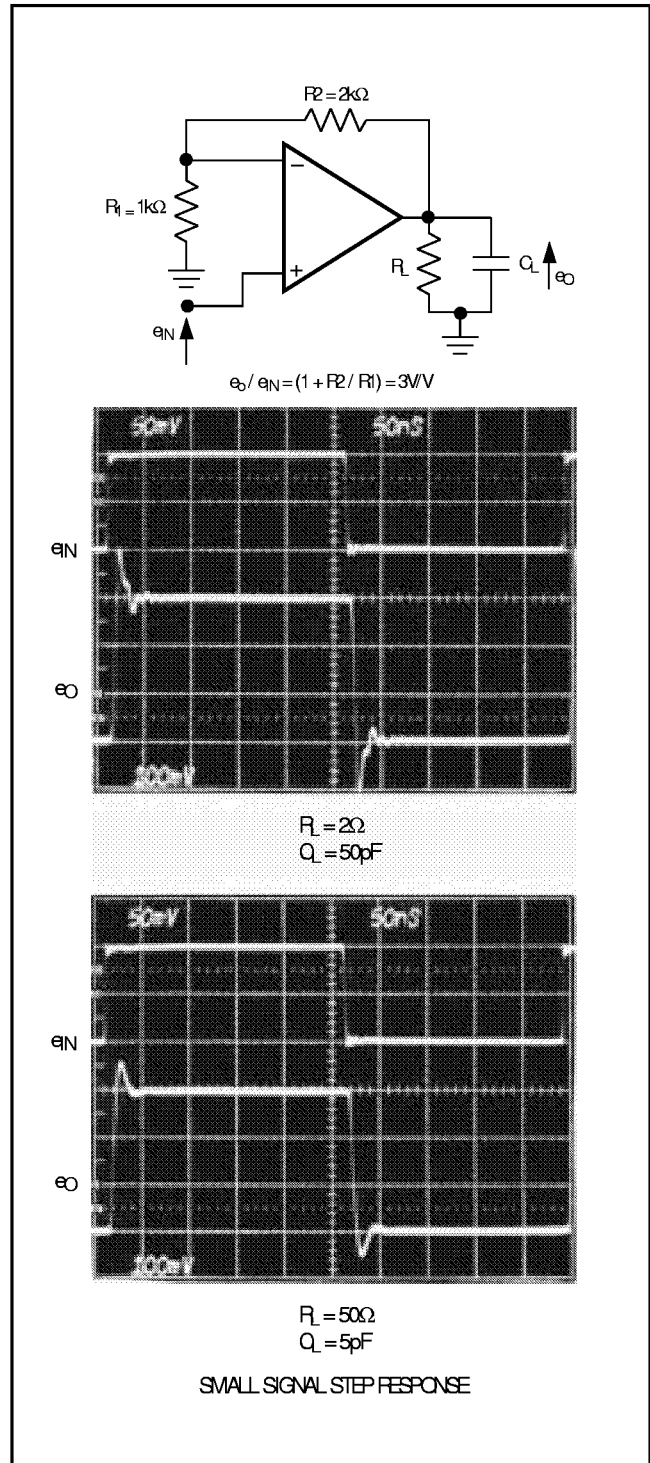 R2 = 2kΩ
R1 = 1kΩ
−
+
RL
CL
eO
eIN
eo / eIN = (1 + R2 / R1) = 3V/V
50mV 50nS
eIN
eO
100mV
RL = 2Ω
CL = 50pF
50mV 50nS
eIN
eO
100mV
RL = 50Ω
CL = 5pF
SMALL SIGNAL STEP RESPONSE